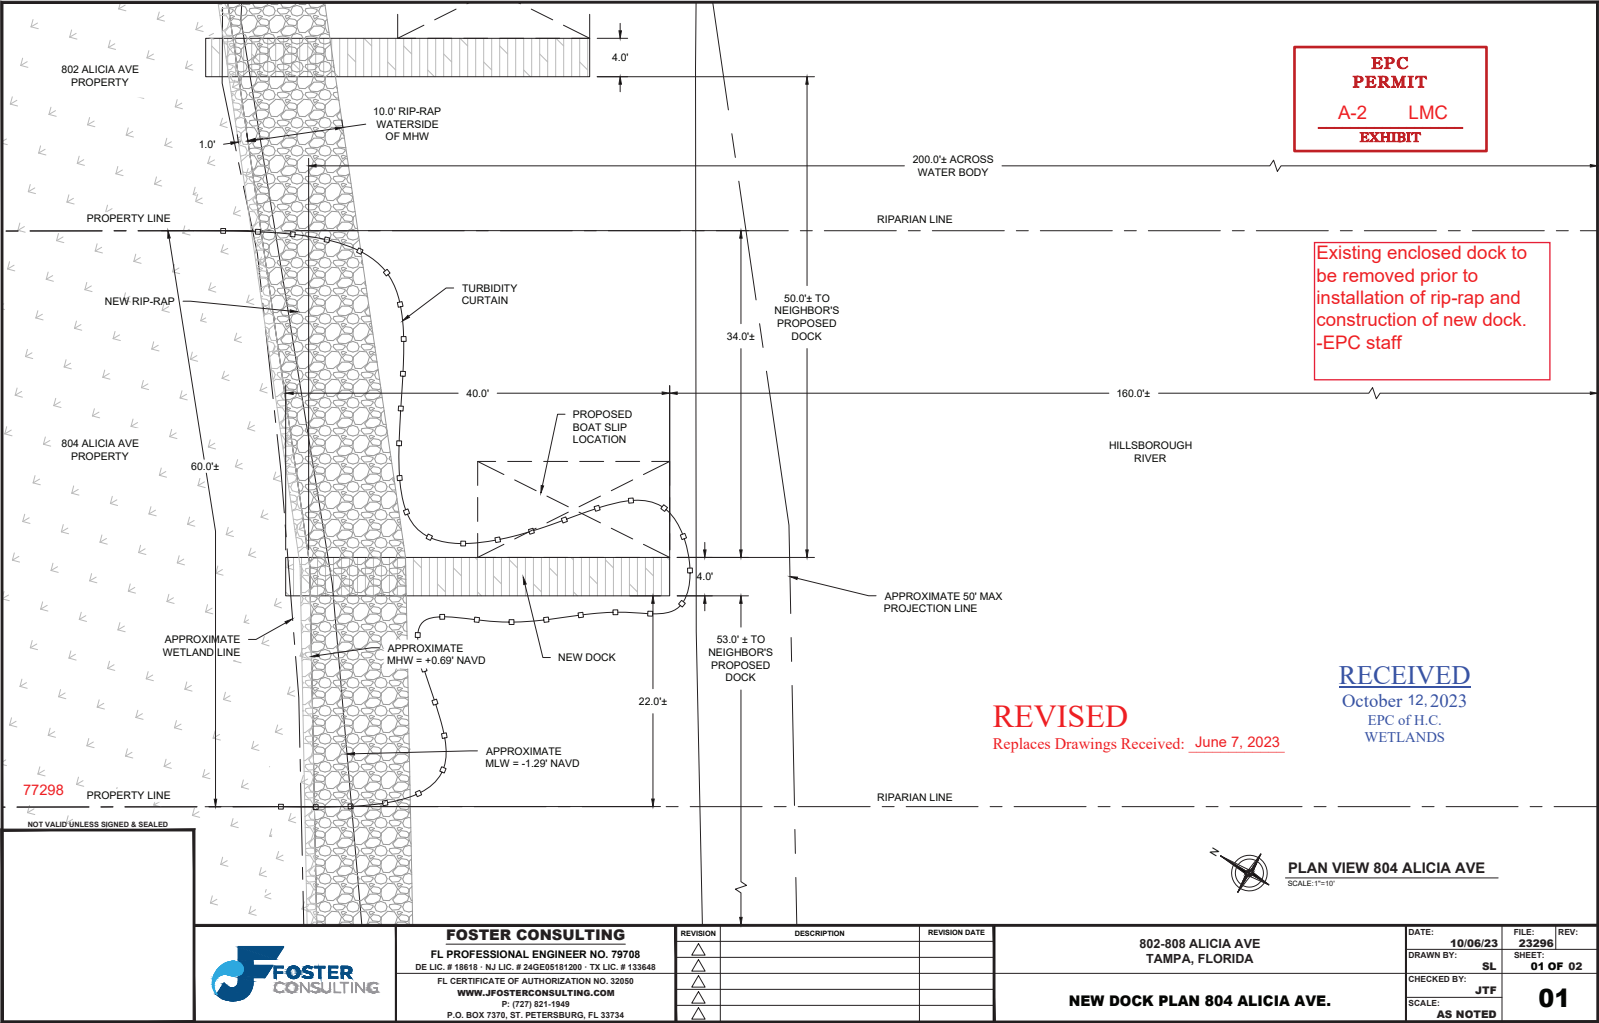 802 ALICIA AVE
PROPERTY
4.0'
10.0' RIP-RAP
WATERSIDE
OF MHW
1.0'
EPC
PERMIT
A-2 LMC
EXHIBIT
200.0'± ACROSS
WATER BODY
PROPERTY LINE
RIPARIAN LINE
Existing enclosed dock to
be removed prior to
installation of rip-rap and
construction of new dock.
-EPC staff
TURBIDITY
CURTAIN
NEW RIP-RAP
50.0'± TO
NEIGHBOR'S
PROPOSED
DOCK
34.0'±
40.0'
160.0'±
PROPOSED
BOAT SLIP
LOCATION
804 ALICIA AVE
PROPERTY
HILLSBOROUGH
RIVER
60.0'±
4.0'
APPROXIMATE 50' MAX
PROJECTION LINE
APPROXIMATE
WETLAND LINE
APPROXIMATE
MHW = +0.69' NAVD
NEW DOCK
53.0' ± TO
NEIGHBOR'S
PROPOSED
DOCK
22.0'±
REVISED
Replaces Drawings Received: June 7, 2023
RECEIVED
October 12, 2023
EPC of H.C.
WETLANDS
APPROXIMATE
MLW = -1.29' NAVD
77298
PROPERTY LINE
RIPARIAN LINE
NOT VALID UNLESS SIGNED & SEALED
N
PLAN VIEW 804 ALICIA AVE
SCALE:1"=10'
FOSTER
CONSULTING
FOSTER CONSULTING
FL PROFESSIONAL ENGINEER NO. 79708
DE LIC. # 18618 · NJ LIC. # 24GE05181200 · TX LIC. # 133648
FL CERTIFICATE OF AUTHORIZATION NO. 32050
WWW.JFOSTERCONSULTING.COM
P: (727) 821-1949
P.O. BOX 7370, ST. PETERSBURG, FL 33734
REVISION DESCRIPTION REVISION DATE
802-808 ALICIA AVE
TAMPA, FLORIDA
NEW DOCK PLAN 804 ALICIA AVE.
DATE:
10/06/23
FILE:
23296
REV:
DRAWN BY:
SL
SHEET:
01 OF 02
CHECKED BY:
JTF
01
SCALE:
AS NOTED